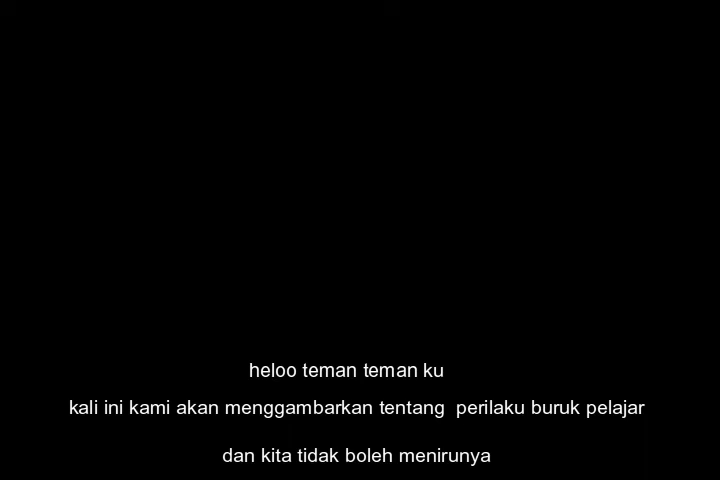 heloo teman teman ku
kali ini kami akan menggambarkan tentang  perilaku buruk pelajar
dan kita tidak boleh menirunya